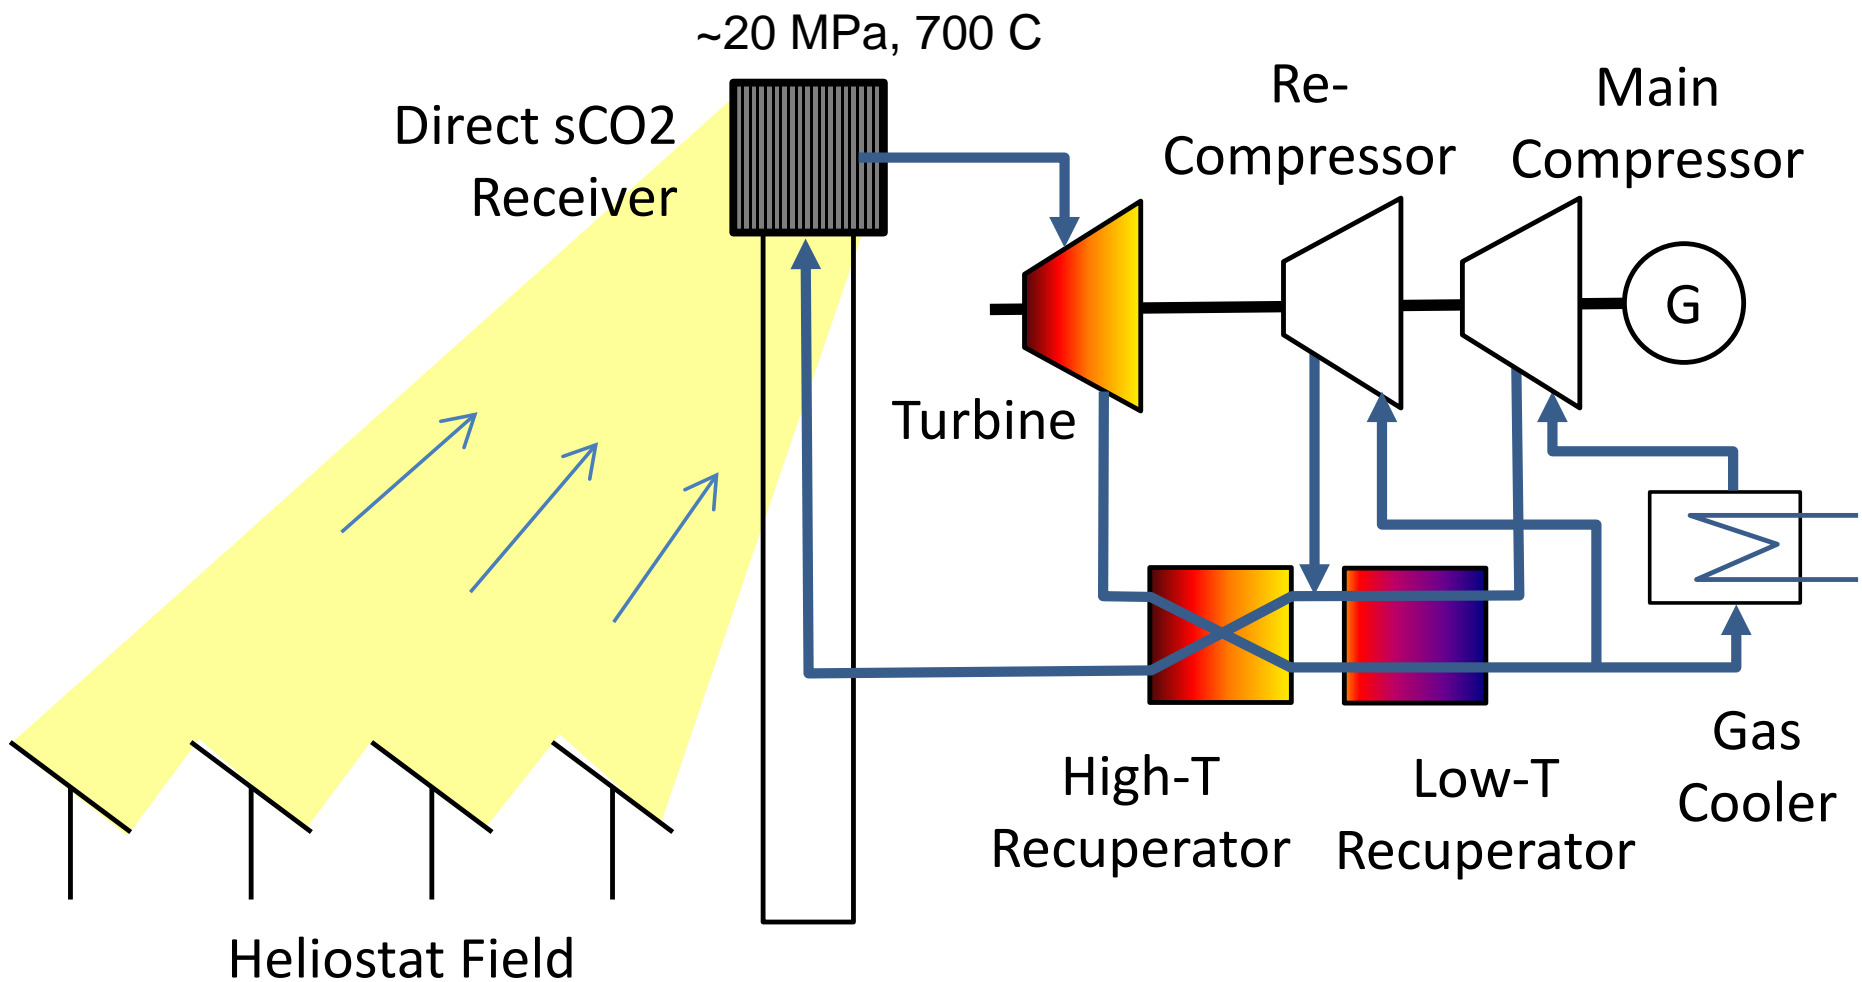 ~20 MPa, 700 C
Direct sCO2
Receiver
Re-
Compressor
Main
Compressor
G
Turbine
High-T
Recuperator
Low-T
Recuperator
Gas
Cooler
Heliostat Field